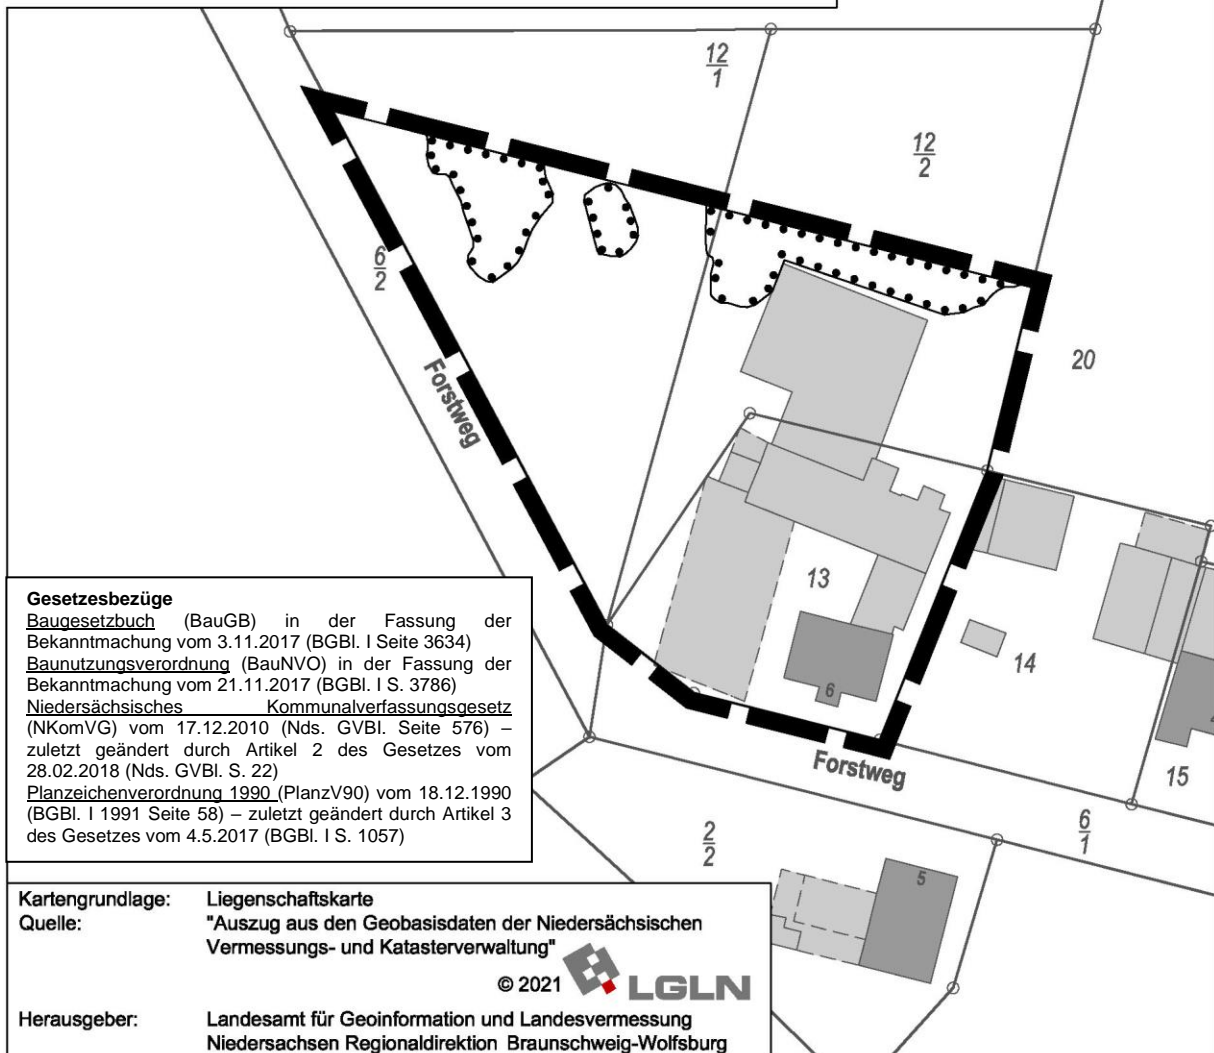 12
1
12
2
6
2
20
Forstweg
13
14
6
15
Forstweg
6
1
2
2
5
Gesetzesbezüge
Baugesetzbuch (BauGB) in der Fassung der
Bekanntmachung vom 3.11.2017 (BGBl. I Seite 3634)
Baunutzungsverordnung (BauNVO) in der Fassung der
Bekanntmachung vom 21.11.2017 (BGBl. I S. 3786)
Niedersächsisches Kommunalverfassungsgesetz
(NKomVG) vom 17.12.2010 (Nds. GVBl. Seite 576) –
zuletzt geändert durch Artikel 2 des Gesetzes vom
28.02.2018 (Nds. GVBl. S. 22)
Planzeichenverordnung 1990 (PlanzV90) vom 18.12.1990
(BGBl. I 1991 Seite 58) – zuletzt geändert durch Artikel 3
des Gesetzes vom 4.5.2017 (BGBl. I S. 1057)
Kartengrundlage: Liegenschaftskarte
Quelle: "Auszug aus den Geobasisdaten der Niedersächsischen
Vermessungs- und Katasterverwaltung"
© 2021 LGLN
Herausgeber: Landesamt für Geoinformation und Landesvermessung
Niedersachsen Regionaldirektion Braunschweig-Wolfsburg